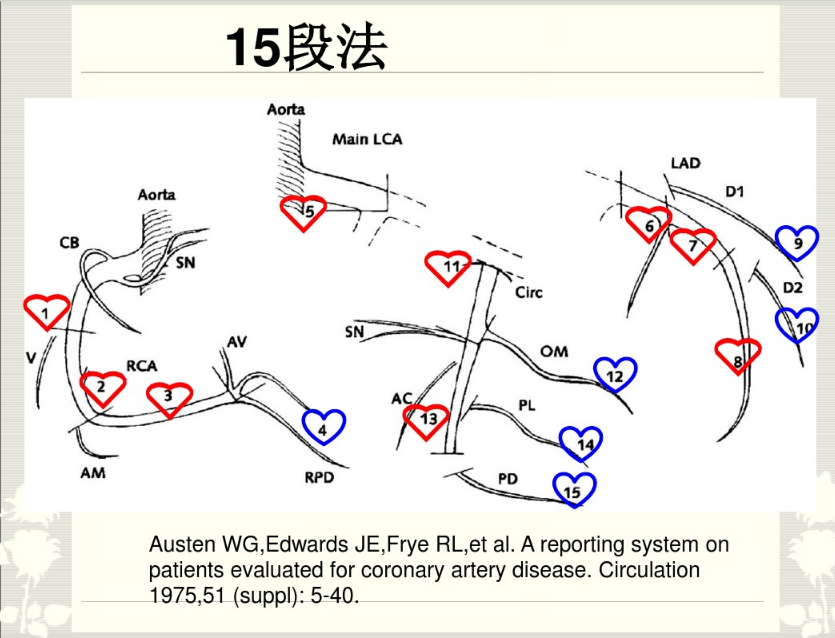 15段法
Aorta
Main LCA
5
Aorta
CB
SN
1
V
RCA
2
3
AV
4
AM
RPD
11
Circ
SN
OM
12
AC
13
PL
14
PD
15
LAD
D1
6
7
9
D2
10
8
Austen WG,Edwards JE,Frye RL,et al. A reporting system on
patients evaluated for coronary artery disease. Circulation
1975,51 (suppl): 5-40.